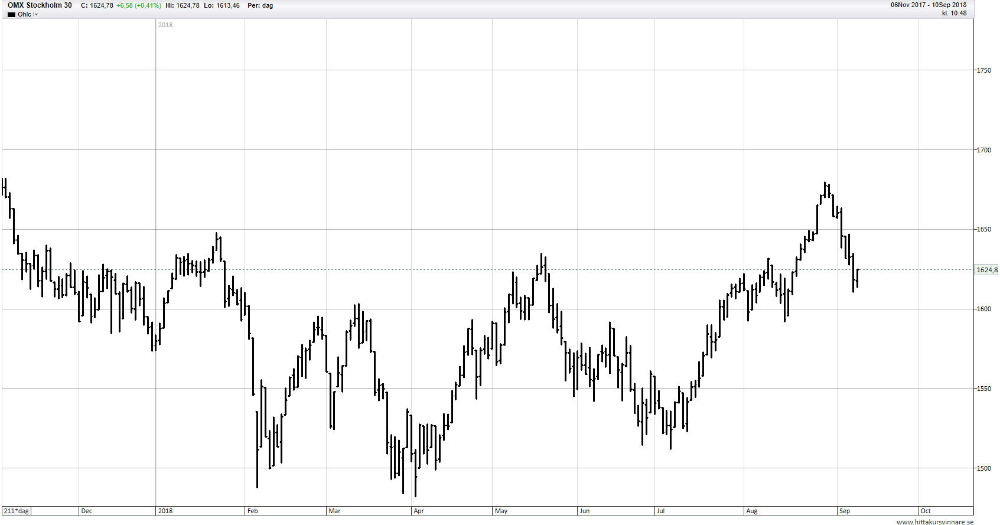 OMX Stockholm 30 C: 1624,78 +6,58 (+0,41%) Hi: 1624,78 Lo: 1613,46 Per: dag
06Nov 2017 - 10Sep 2018
Ohlc
kl. 10:48
2018
1750
1700
1650
1624,8
1600
1550
1500
211*dag Dec 2018 Feb Mar Apr May Jun Jul Aug Sep Oct
www.hittakursvinnare.se